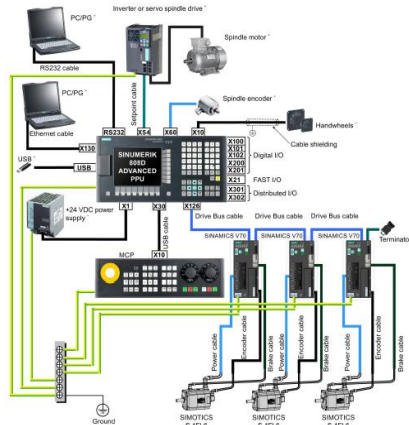 Inverter or servo spindle drive
PC/PG
Spindle motor
RS232 cable
Setpoint cable
PC/PG
Spindle encoder
Handwheels
Ethernet cable
Cable shielding
RS232
X54
X60
X10
X130
USB
USB
SINUMERIK
808D
ADVANCED
PPU
X100
X101
X102
X200
X201
Digital I/O
X21
FAST I/O
X301
X302
Distributed I/O
+24 VDC power
supply
X1
X30
X126
USB cable
Drive Bus cable
Drive Bus cable
Drive Bus cable
SINAMICS V70
SINAMICS V70
SINAMICS V70
Terminato
MCP
X10
Power cable
Encoder cable
Brake cable
Power cable
Encoder cable
Brake cable
Power cable
Encoder cable
Brake cable
Ground
SIMOTICS
SIMOTICS
SIMOTICS